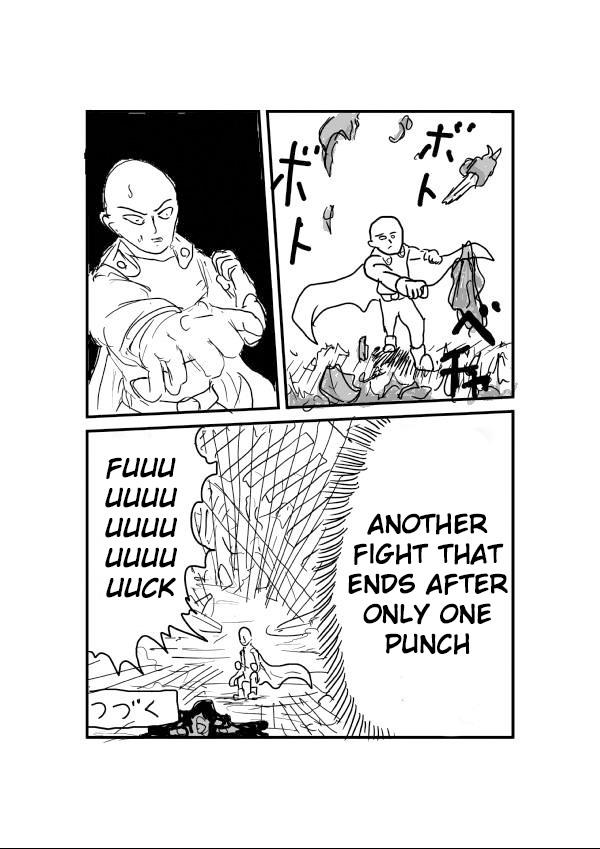 ボト
ボト
ベチャ
ANOTHER
FIGHT THAT
ENDS AFTER
ONLY ONE
PUNCH
FUUU
UUUU
UUUU
UUUU
UUCK
つづく